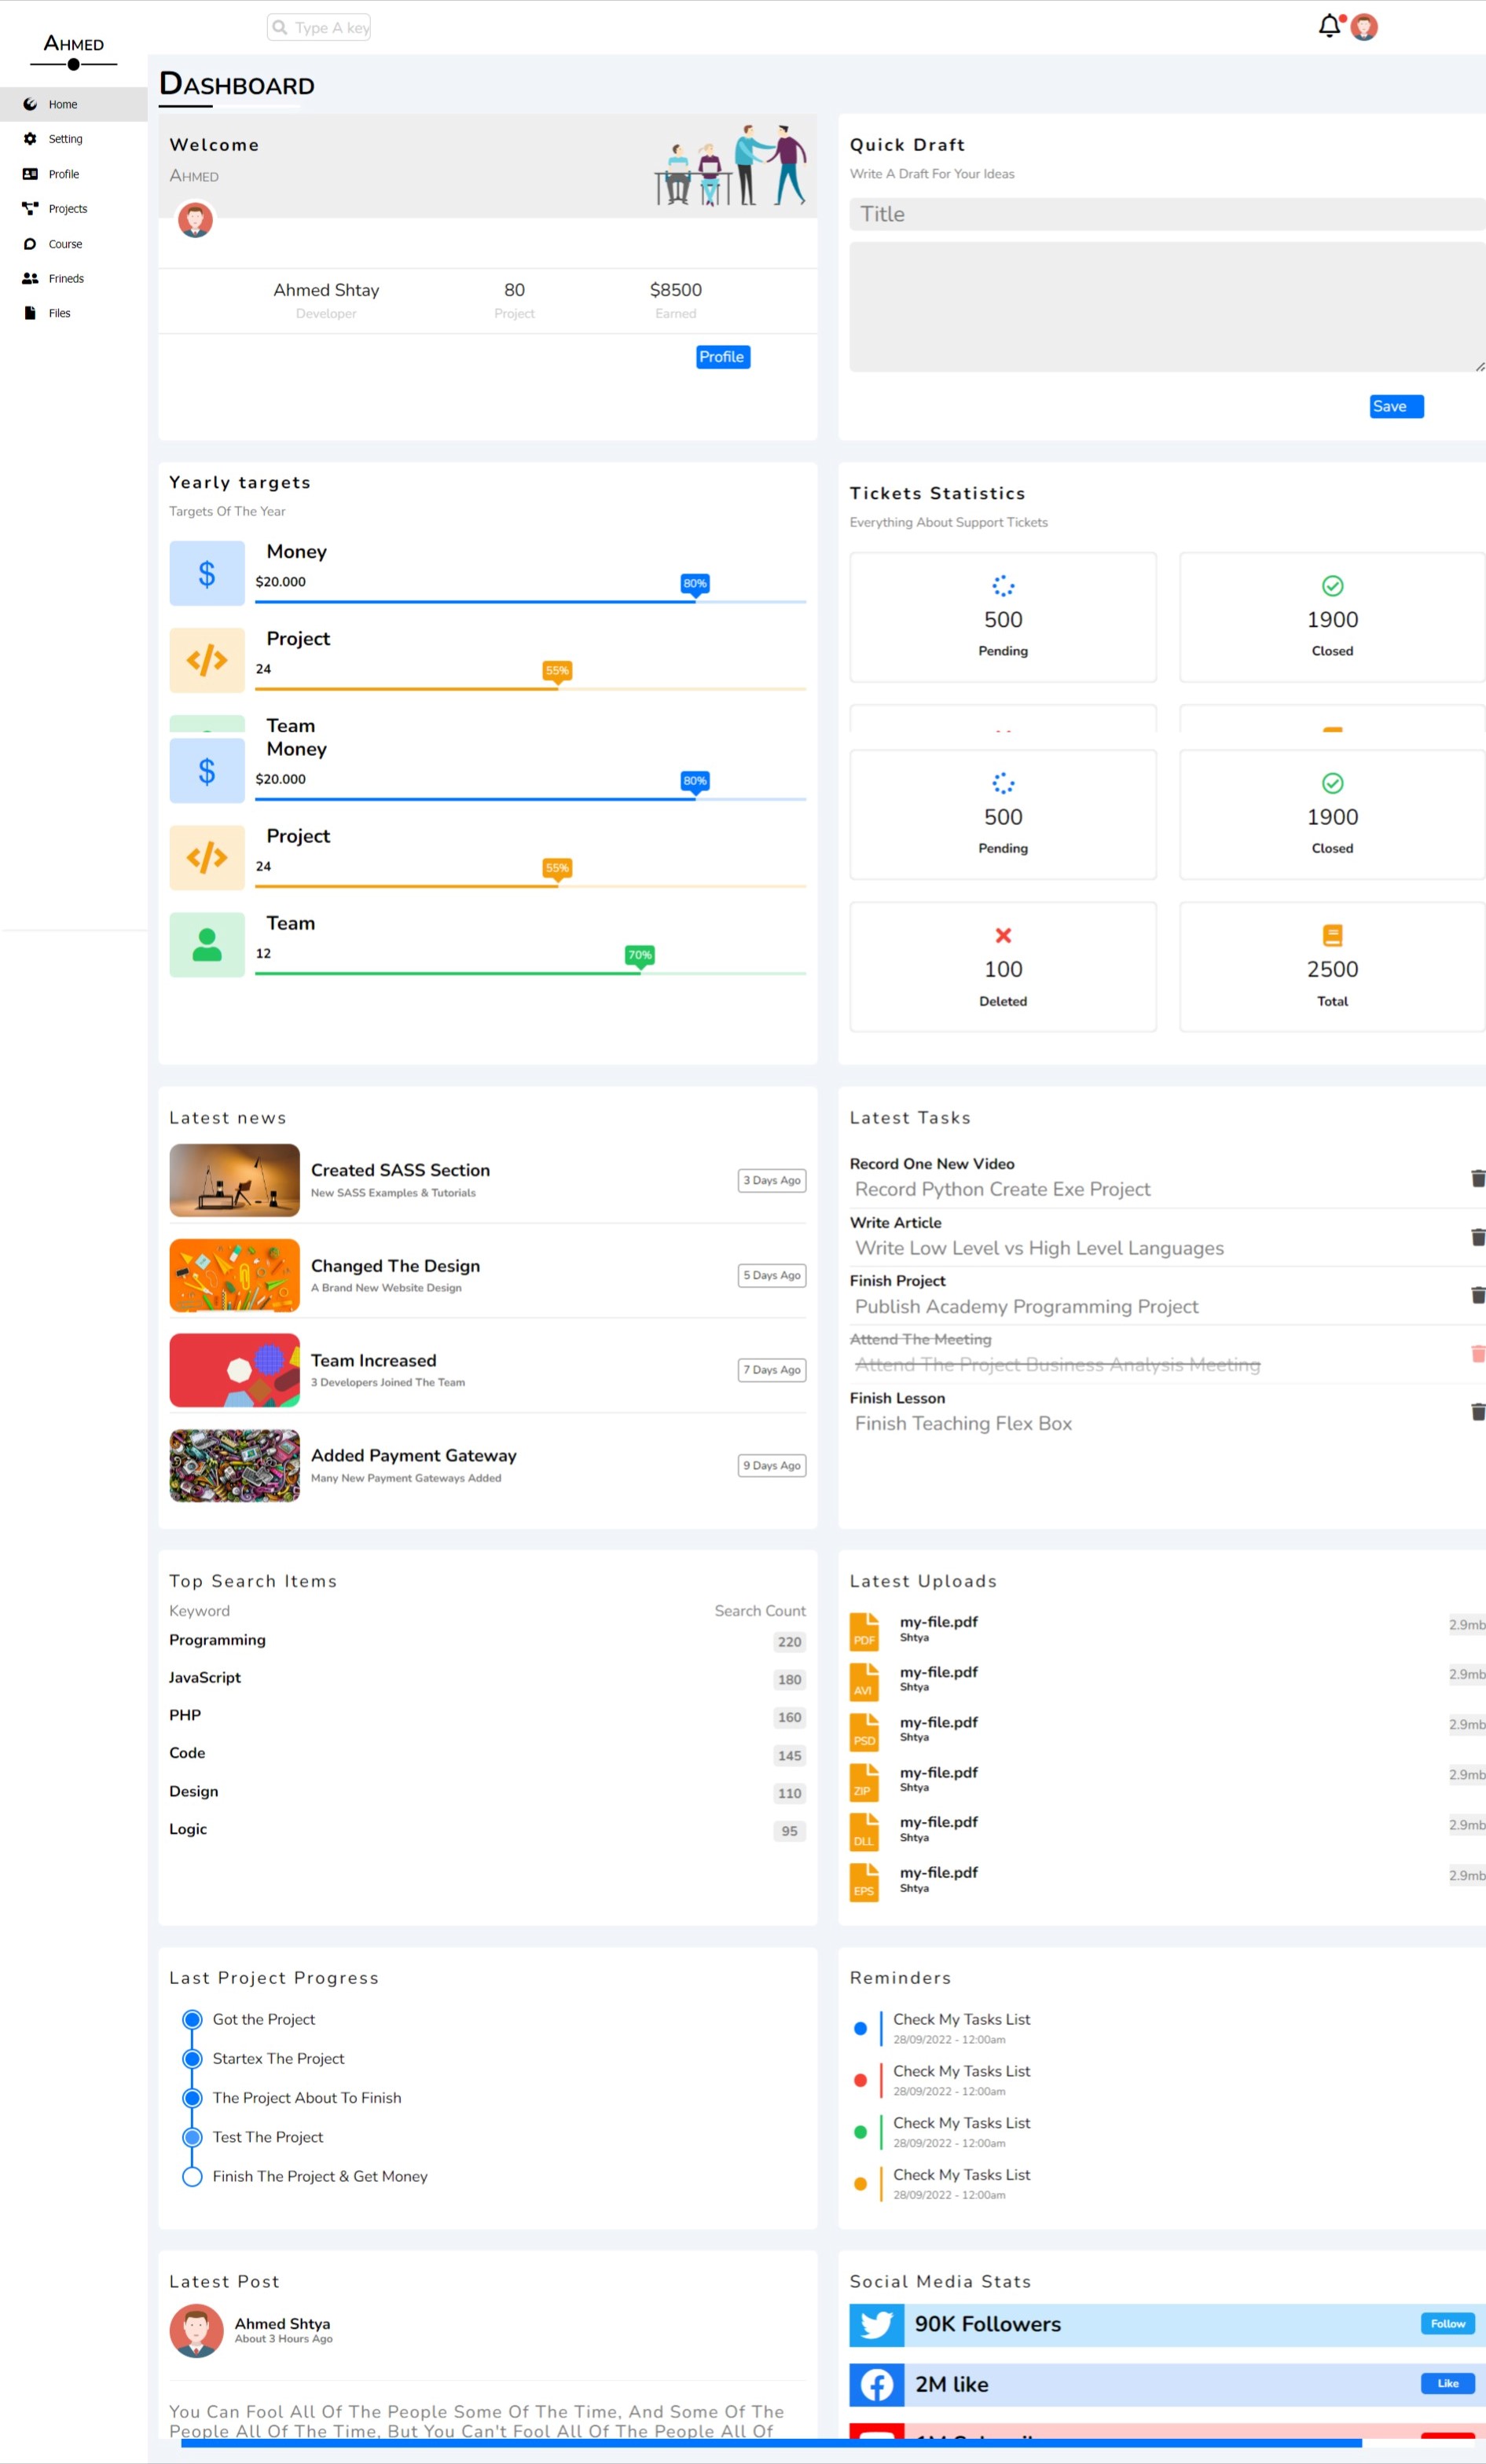 AHMED
Home
Setting
Profile
Projects
Course
Frineds
Files
Type A key
DASHBOARD
Welcome
AHMED
Ahmed Shtay
Developer
80
Project
$8500
Earned
Profile
Quick Draft
Write A Draft For Your Ideas
Title
Save
Yearly targets
Targets Of The Year
$
Money
$20.000
80%
Project
24
55%
Team
$
Money
$20.000
80%
Project
24
55%
Team
12
70%
Tickets Statistics
Everything About Support Tickets
500
Pending
1900
Closed
500
Pending
1900
Closed
100
Deleted
2500
Total
Latest news
Created SASS Section
New SASS Examples & Tutorials
3 Days Ago
Changed The Design
A Brand New Website Design
5 Days Ago
Team Increased
3 Developers Joined The Team
7 Days Ago
Added Payment Gateway
Many New Payment Gateways Added
9 Days Ago
Latest Tasks
Record One New Video
Record Python Create Exe Project
Write Article
Write Low Level vs High Level Languages
Finish Project
Publish Academy Programming Project
Attend The Meeting
Attend The Project Business Analysis Meeting
Finish Lesson
Finish Teaching Flex Box
Top Search Items
Keyword Search Count
Programming 220
JavaScript 180
PHP 160
Code 145
Design 110
Logic 95
Latest Uploads
PDF
my-file.pdf
Shtya
2.9mb
AVI
my-file.pdf
Shtya
2.9mb
PSD
my-file.pdf
Shtya
2.9mb
ZIP
my-file.pdf
Shtya
2.9mb
DLL
my-file.pdf
Shtya
2.9mb
EPS
my-file.pdf
Shtya
2.9mb
Last Project Progress
Got the Project
Startex The Project
The Project About To Finish
Test The Project
Finish The Project & Get Money
Reminders
Check My Tasks List
28/09/2022 - 12:00am
Check My Tasks List
28/09/2022 - 12:00am
Check My Tasks List
28/09/2022 - 12:00am
Check My Tasks List
28/09/2022 - 12:00am
Latest Post
Ahmed Shtya
About 3 Hours Ago
You Can Fool All Of The People Some Of The Time, And Some Of The
People All Of The Time, But You Can't Fool All Of The People All Of
Social Media Stats
90K Followers
Follow
2M like
Like